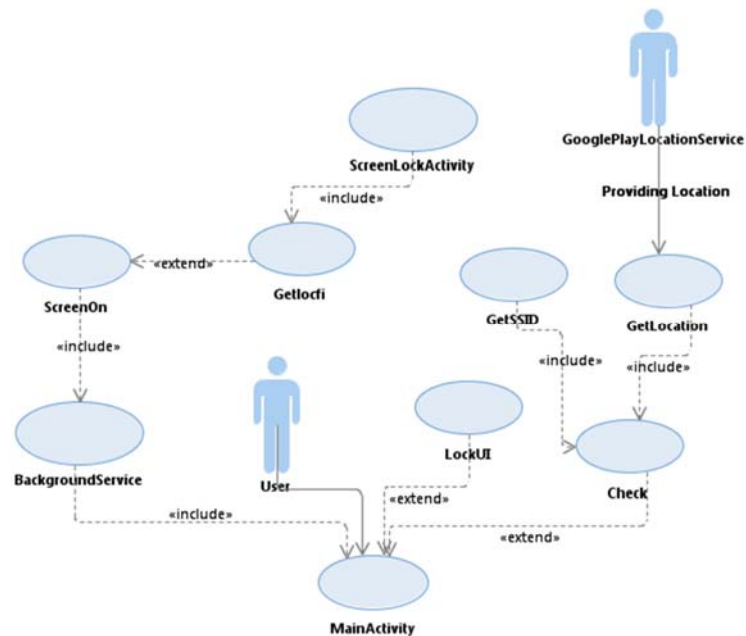 GooglePlayLocationService
ScreenLockActivity
Providing Location
«include»
«extend»
Getlocfi
ScreenOn
GetSSID
GetLocation
«include»
«include»
«include»
LockUI
BackgroundService
User
Check
«extend»
«include»
«extend»
MainActivity